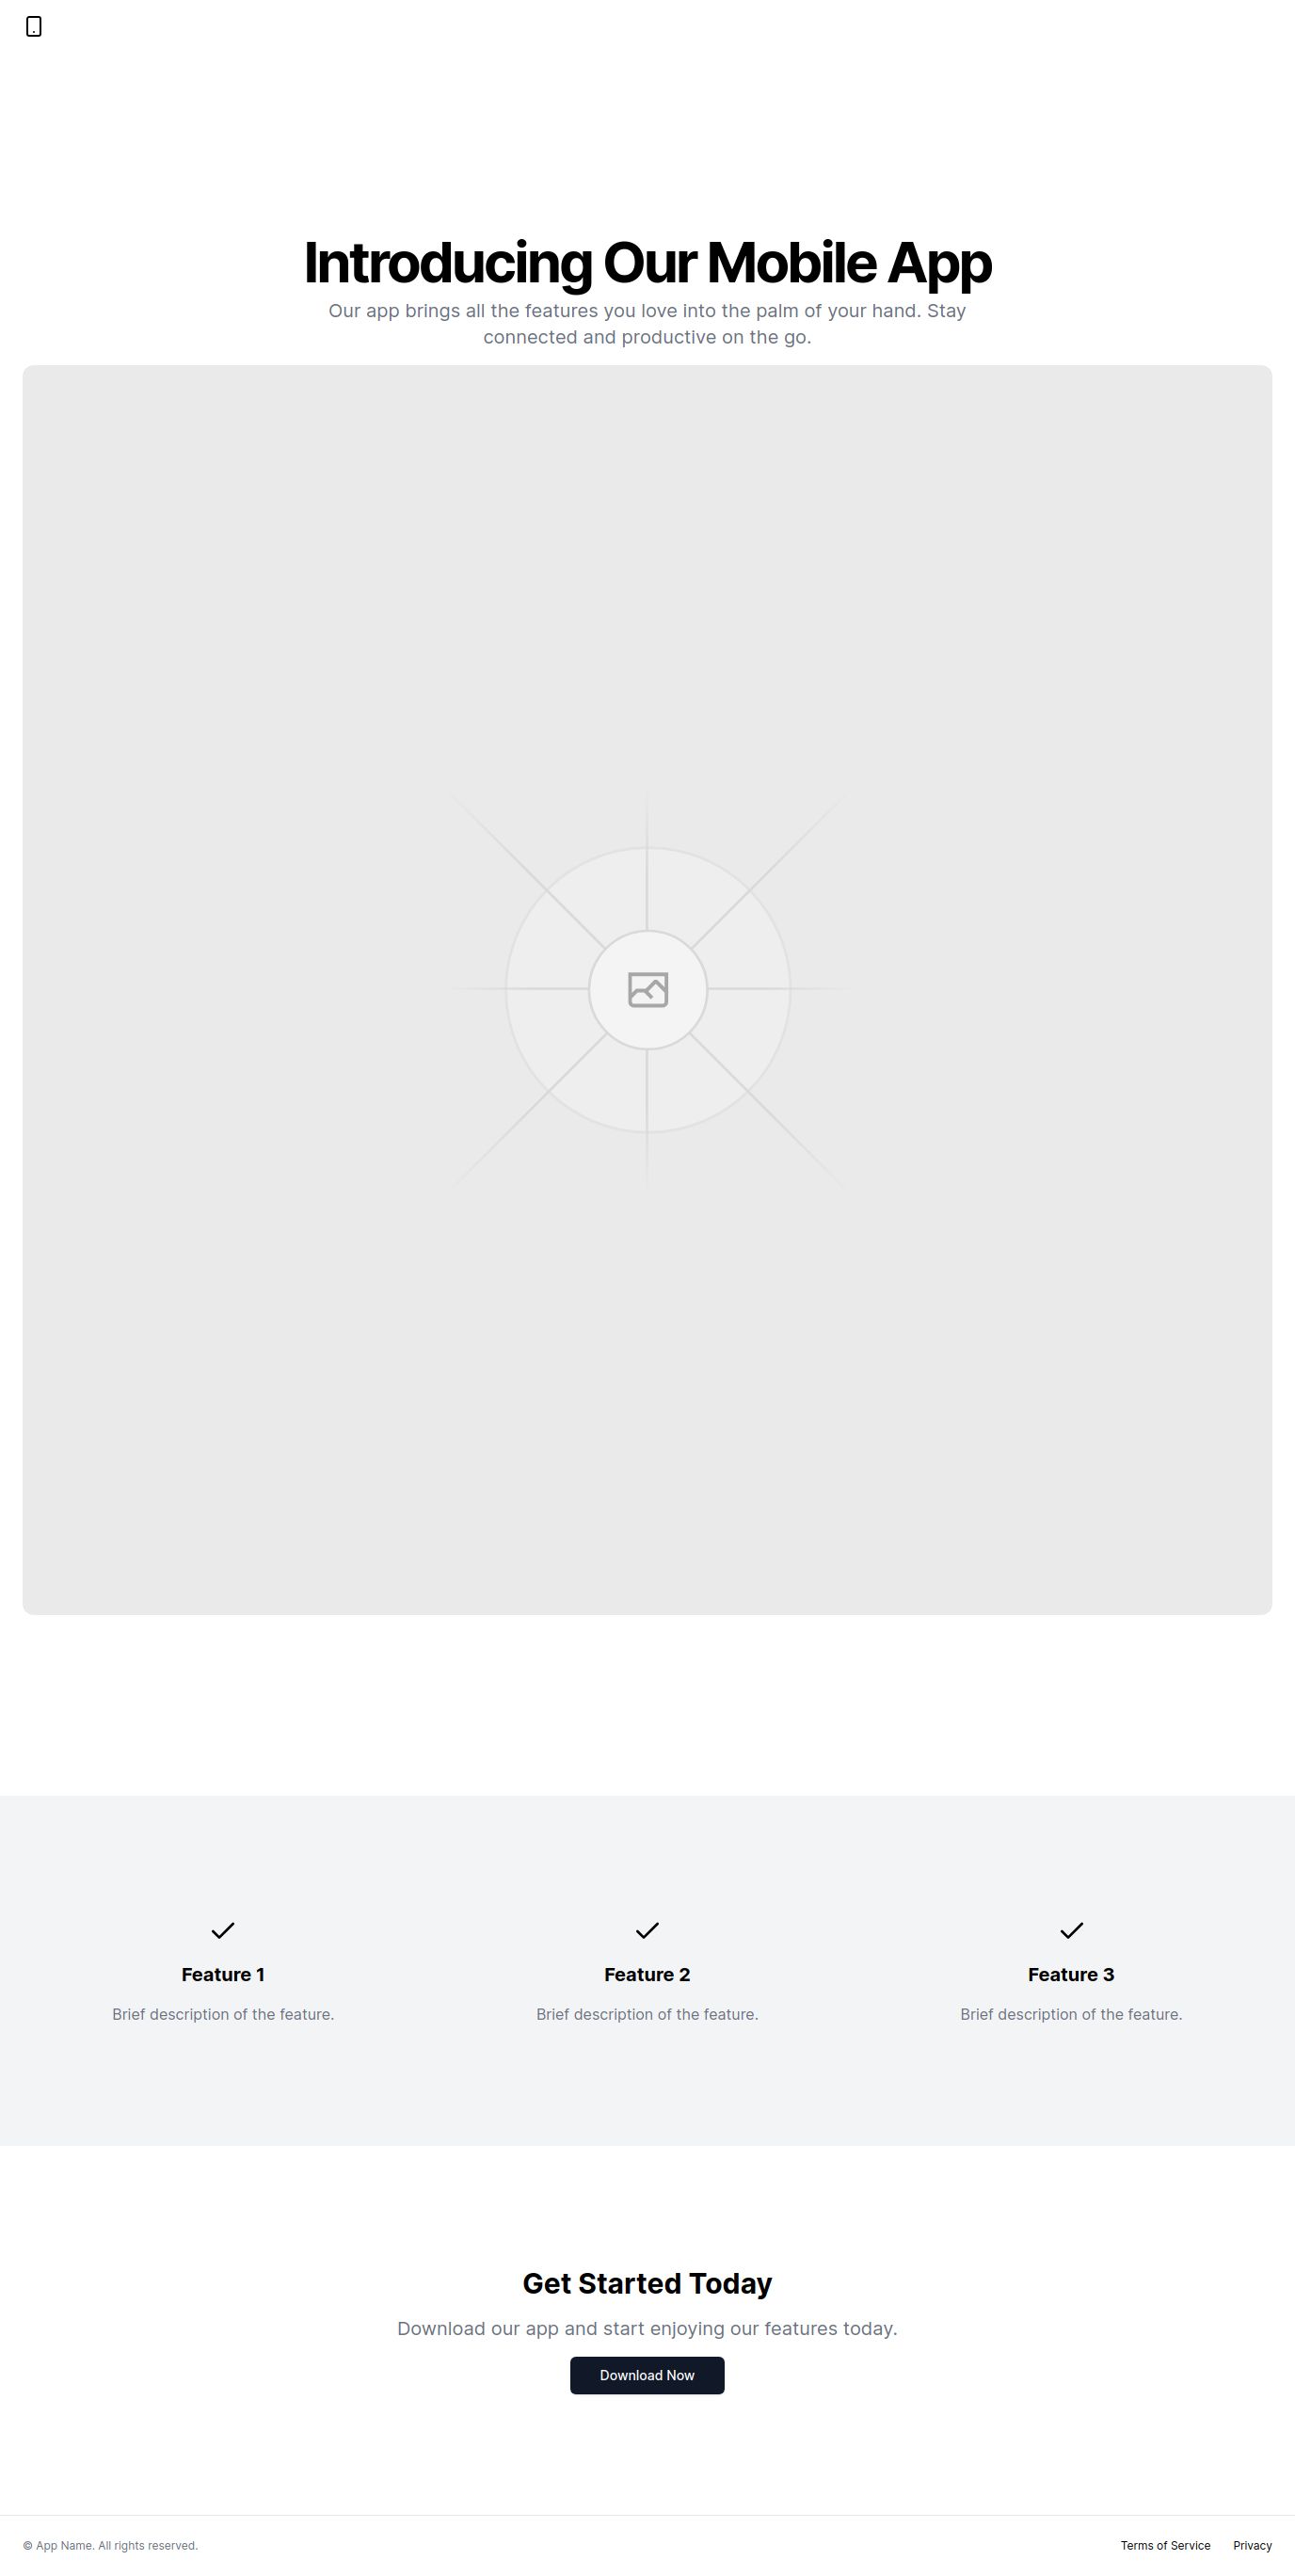 Introducing Our Mobile App
Our app brings all the features you love into the palm of your hand. Stay
connected and productive on the go.
Feature 1
Brief description of the feature.
Feature 2
Brief description of the feature.
Feature 3
Brief description of the feature.
Get Started Today
Download our app and start enjoying our features today.
Download Now
© App Name. All rights reserved.
Terms of Service
Privacy